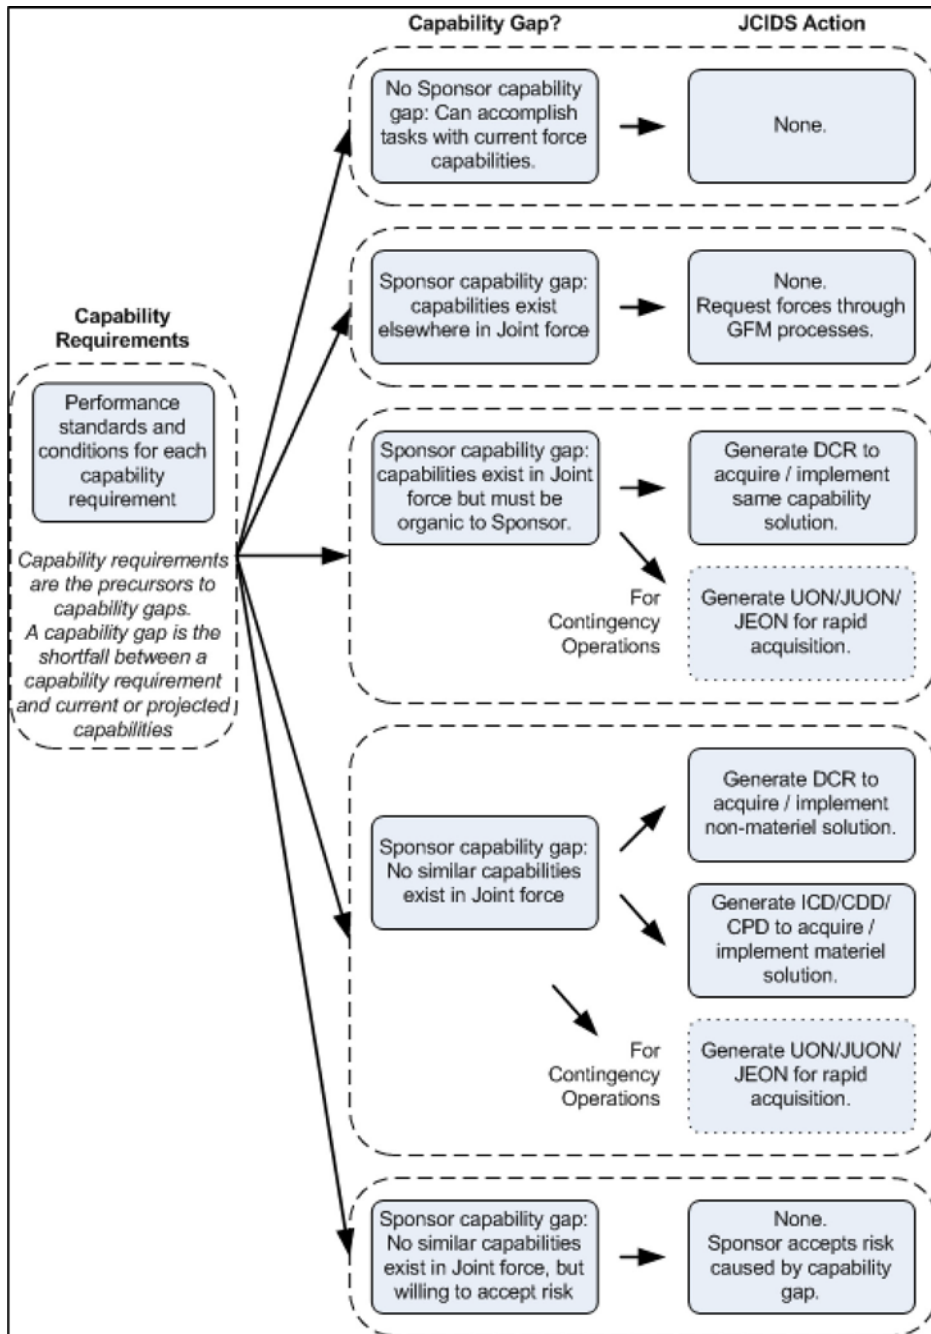 Capability Gap?
JCIDS Action
No Sponsor capability
gap: Can accomplish
tasks with current force
capabilities.
None.
Sponsor capability gap:
capabilities exist
elsewhere in Joint force
None.
Request forces through
GFM processes.
Capability
Requirements
Performance
standards and
conditions for each
capability
requirement
Capability requirements
are the precursors to
capability gaps.
A capability gap is the
shortfall between a
capability requirement
and current or projected
capabilities
Sponsor capability gap:
capabilities exist in Joint
force but must be
organic to Sponsor.
Generate DCR to
acquire / implement
same capability
solution.
For
Contingency
Operations
Generate UON/JUON/
JEON for rapid
acquisition.
Sponsor capability gap:
No similar capabilities
exist in Joint force
Generate DCR to
acquire / implement
non-materiel solution.
Generate ICD/CDD/
CPD to acquire /
implement materiel
solution.
For
Contingency
Operations
Generate UON/JUON/
JEON for rapid
acquisition.
Sponsor capability gap:
No similar capabilities
exist in Joint force, but
willing to accept risk
None.
Sponsor accepts risk
caused by capability
gap.